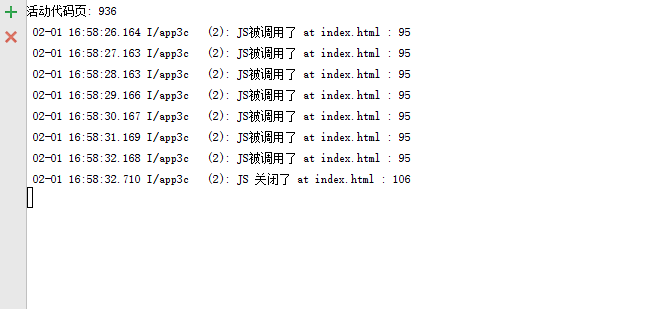 活动代码页: 936
02-01 16:58:26.164 I/app3c (2): JS被调用了 at index.html : 95
02-01 16:58:27.163 I/app3c (2): JS被调用了 at index.html : 95
02-01 16:58:28.163 I/app3c (2): JS被调用了 at index.html : 95
02-01 16:58:29.166 I/app3c (2): JS被调用了 at index.html : 95
02-01 16:58:30.167 I/app3c (2): JS被调用了 at index.html : 95
02-01 16:58:31.169 I/app3c (2): JS被调用了 at index.html : 95
02-01 16:58:32.168 I/app3c (2): JS被调用了 at index.html : 95
02-01 16:58:32.710 I/app3c (2): JS 关闭了 at index.html : 106